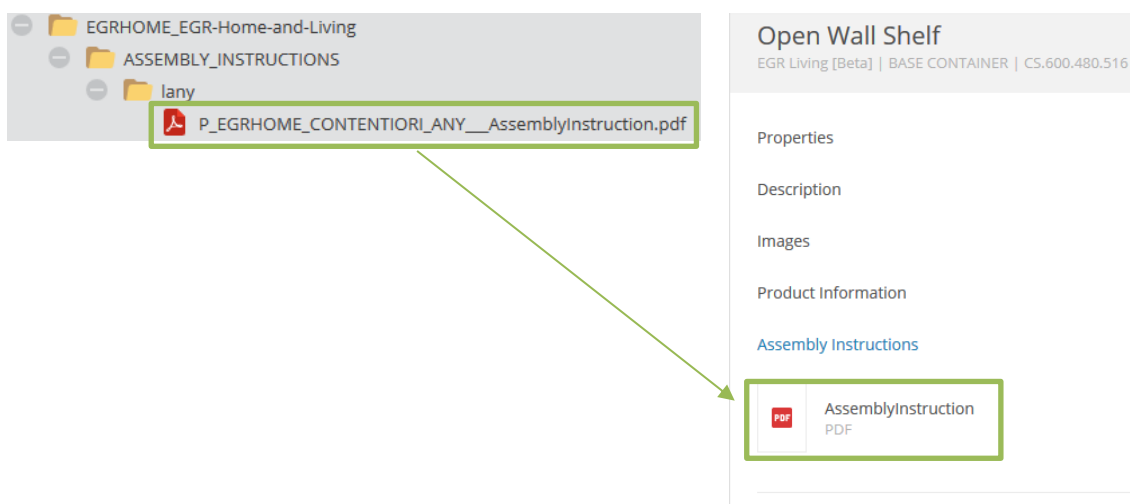 EGRHOME_EGR-Home-and-Living
ASSEMBLY_INSTRUCTIONS
lany
P_EGRHOME_CONTENTIORI_ANY___AssemblyInstruction.pdf
Open Wall Shelf
EGR Living [Beta] | BASE CONTAINER | CS.600.480.516
Properties
Description
Images
Product Information
Assembly Instructions
PDF
AssemblyInstruction
PDF